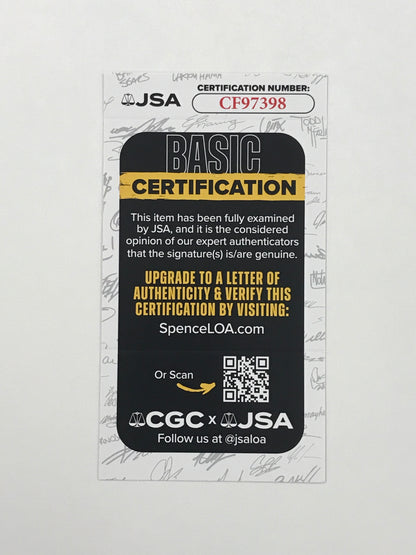 CERTIFICATION NUMBER:
JSA
CF97398
BASIC
CERTIFICATION
This item has been fully examined
by JSA, and it is the considered
opinion of our expert authenticators
that the signature(s) is/are genuine.
UPGRADE TO A LETTER OF
AUTHENTICITY & VERIFY THIS
CERTIFICATION BY VISITING:
SpenceLOA.com
Or Scan
CGC x JSA
Follow us at @jsaloa